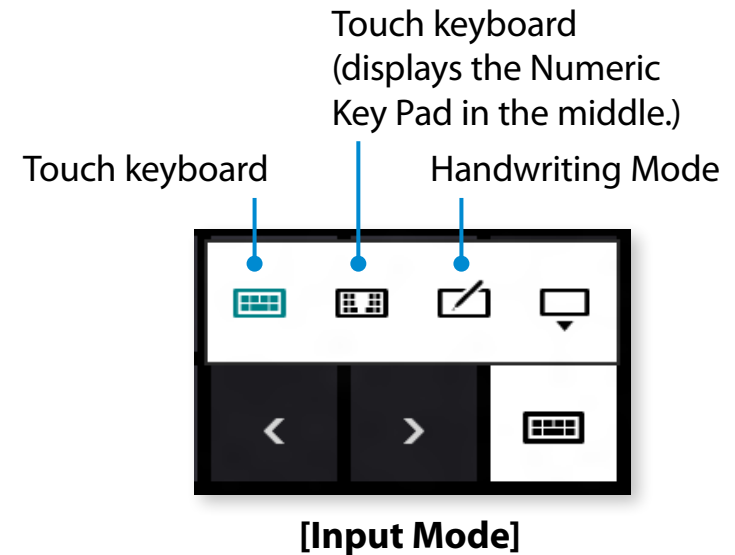 Touch keyboard
(displays the Numeric
Key Pad in the middle.)
Touch keyboard
Handwriting Mode
[Input Mode]